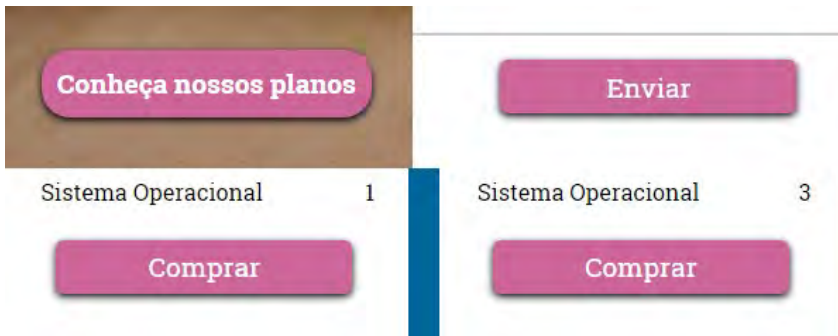 Conheça nossos planos
Enviar
Sistema Operacional 1
Comprar
Sistema Operacional 3
Comprar